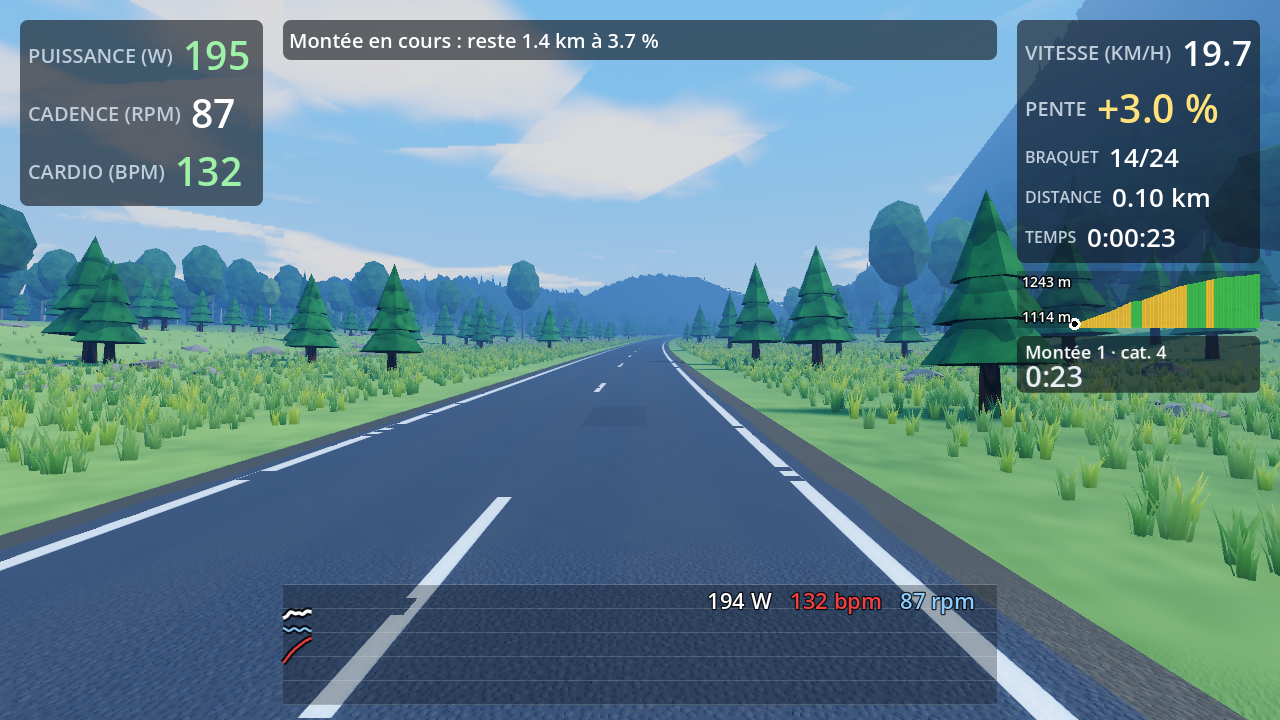 PUISSANCE (W) 195
CADENCE (RPM) 87
CARDIO (BPM) 132
Montée en cours : reste 1.4 km à 3.7 %
VITESSE (KM/H) 19.7
PENTE +3.0 %
BRAQUET 14/24
DISTANCE 0.10 km
TEMPS 0:00:23
1243 m
1114 m
Montée 1 · cat. 4
0:23
194 W 132 bpm 87 rpm